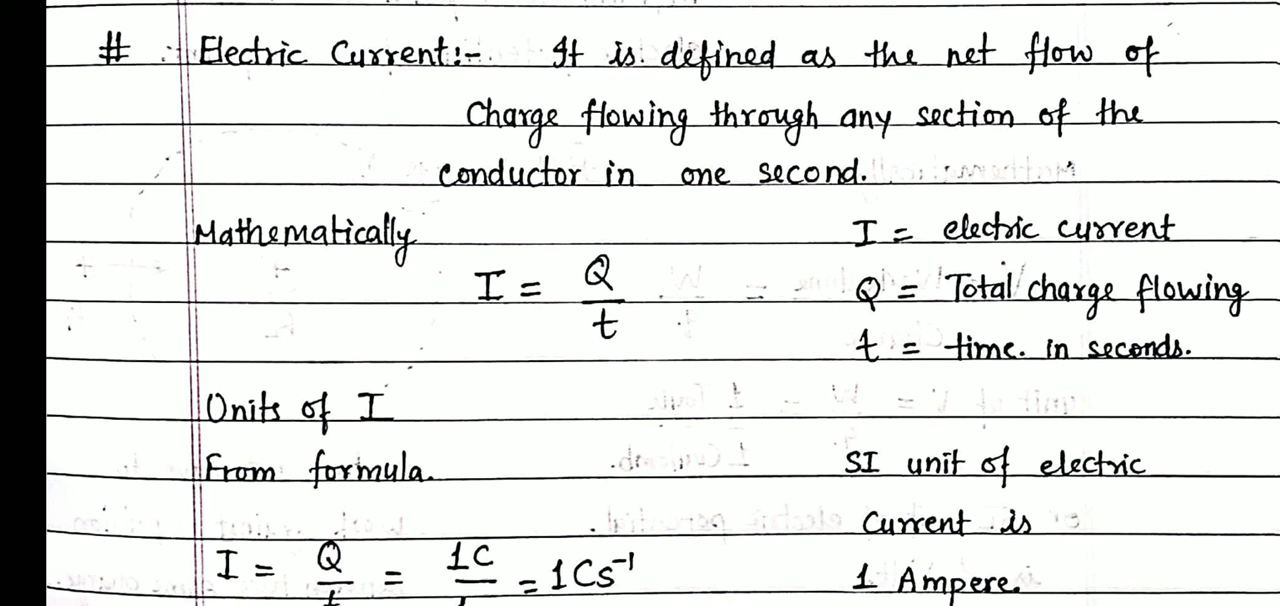 # Electric Current:- It is defined as the net flow of
Charge flowing through any section of the
conductor in one second.
Mathematically
I = Q/t
I = electric current
Q = Total charge flowing
t = time. in seconds.
Units of I
From formula.
I = Q/t = 1C/ = 1Cs⁻¹
SI unit of electric
Current is
1 Ampere.